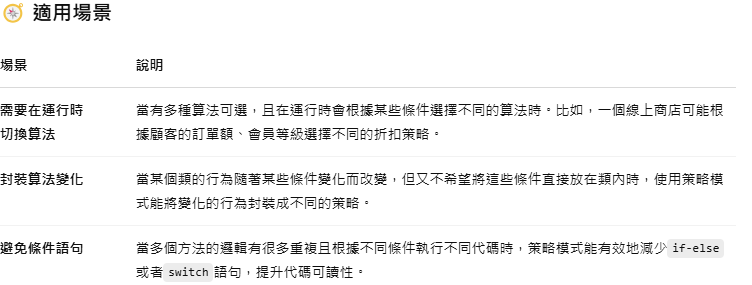 適用場景
場景 說明
需要在運行時 當有多種算法可選，且在運行時會根據某些條件選擇不同的算法時。比如，一個線上商店可能根
切換算法 據顧客的訂單額、會員等級選擇不同的折扣策略。
封裝算法變化 當某個類的行為隨著某些條件變化而改變，但又不希望將這些條件直接放在類內時，使用策略模
式能將變化的行為封裝成不同的策略。
避免條件語句 當多個方法的邏輯有很多重複且根據不同條件執行不同代碼時，策略模式能有效地減少 if-else
或者 switch 語句，提升代碼可讀性。